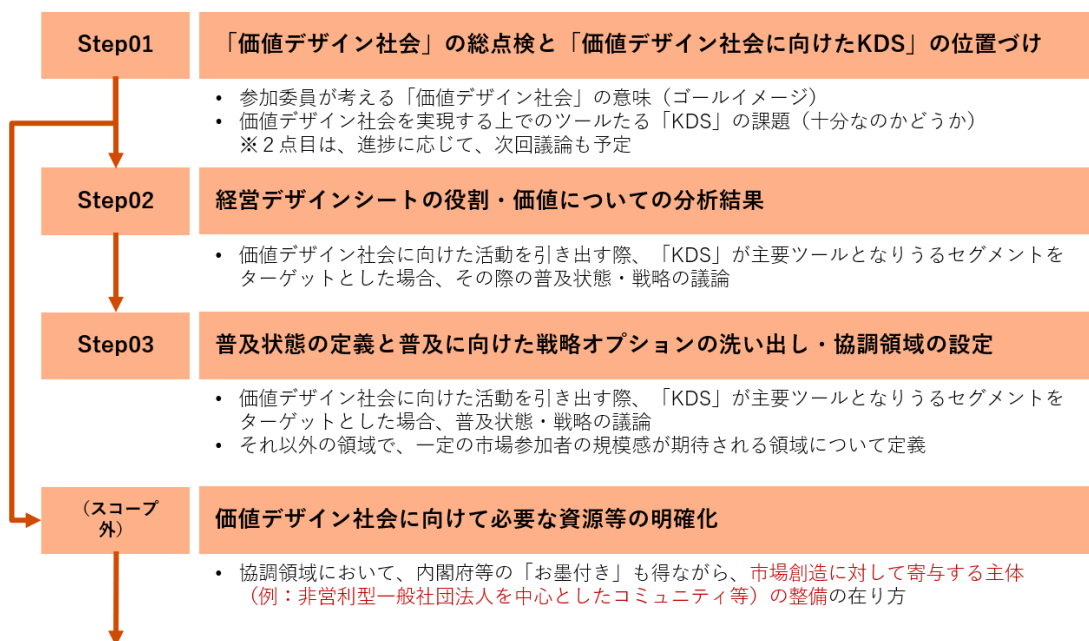 Step01
「価値デザイン社会」の総点検と「価値デザイン社会に向けたKDS」の位置づけ
• 参加委員が考える「価値デザイン社会」の意味（ゴールイメージ）
• 価値デザイン社会を実現する上でのツールたる「KDS」の課題（十分なのかどうか）
※２点目は、進捗に応じて、次回議論も予定
Step02
経営デザインシートの役割・価値についての分析結果
• 価値デザイン社会に向けた活動を引き出す際、「KDS」が主要ツールとなりうるセグメントを
ターゲットとした場合、その際の普及状態・戦略の議論
Step03
普及状態の定義と普及に向けた戦略オプションの洗い出し・協調領域の設定
• 価値デザイン社会に向けた活動を引き出す際、「KDS」が主要ツールとなりうるセグメントを
ターゲットとした場合、普及状態・戦略の議論
• それ以外の領域で、一定の市場参加者の規模感が期待される領域について定義
（スコープ
外）
価値デザイン社会に向けて必要な資源等の明確化
• 協調領域において、内閣府等の「お墨付き」も得ながら、市場創造に対して寄与する主体
（例：非営利型一般社団法人を中心としたコミュニティ等）の整備の在り方